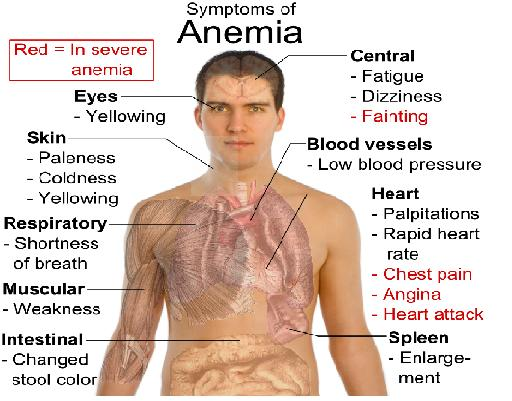 Symptoms of
Anemia
Red = In severe
anemia
Central
- Fatigue
- Dizziness
- Fainting
Eyes
- Yellowing
Skin
- Paleness
- Coldness
- Yellowing
Blood vessels
- Low blood pressure
Heart
- Palpitations
- Rapid heart
rate
- Chest pain
- Angina
- Heart attack
Respiratory
- Shortness
of breath
Muscular
- Weakness
Intestinal
- Changed
stool color
Spleen
- Enlarge-
ment